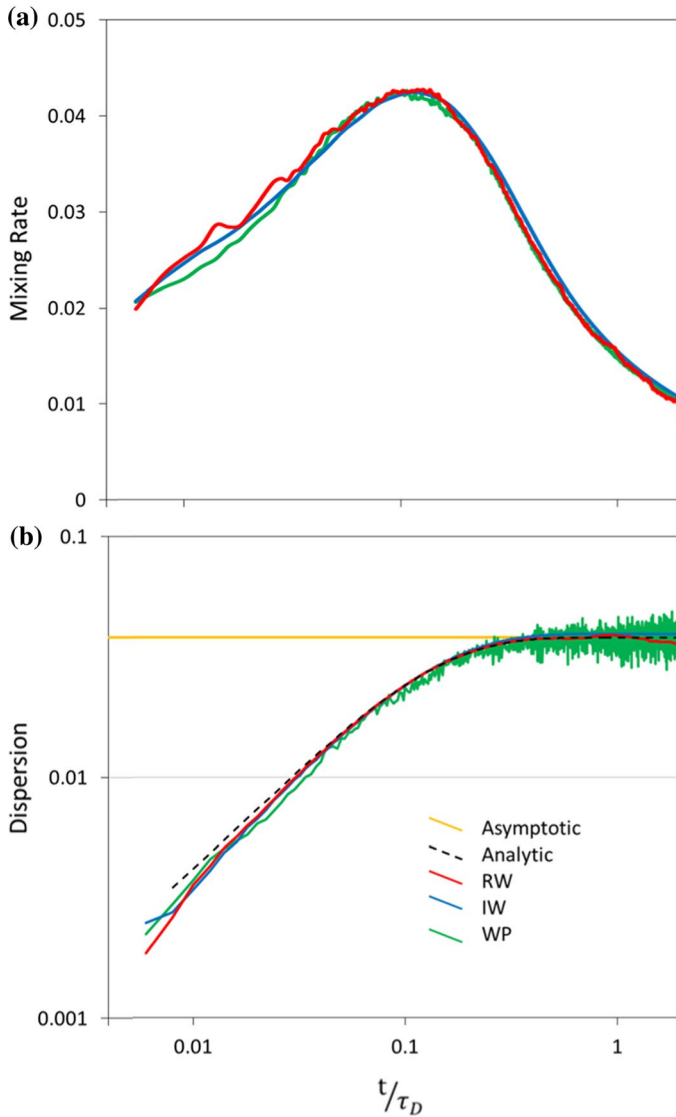 (a)
0.05
0.04
0.03
0.02
0.01
0
Mixing Rate
(b)
0.1
0.01
0.001
Dispersion
Asymptotic
Analytic
RW
IW
WP
0.01 0.1 1
t/τ_D